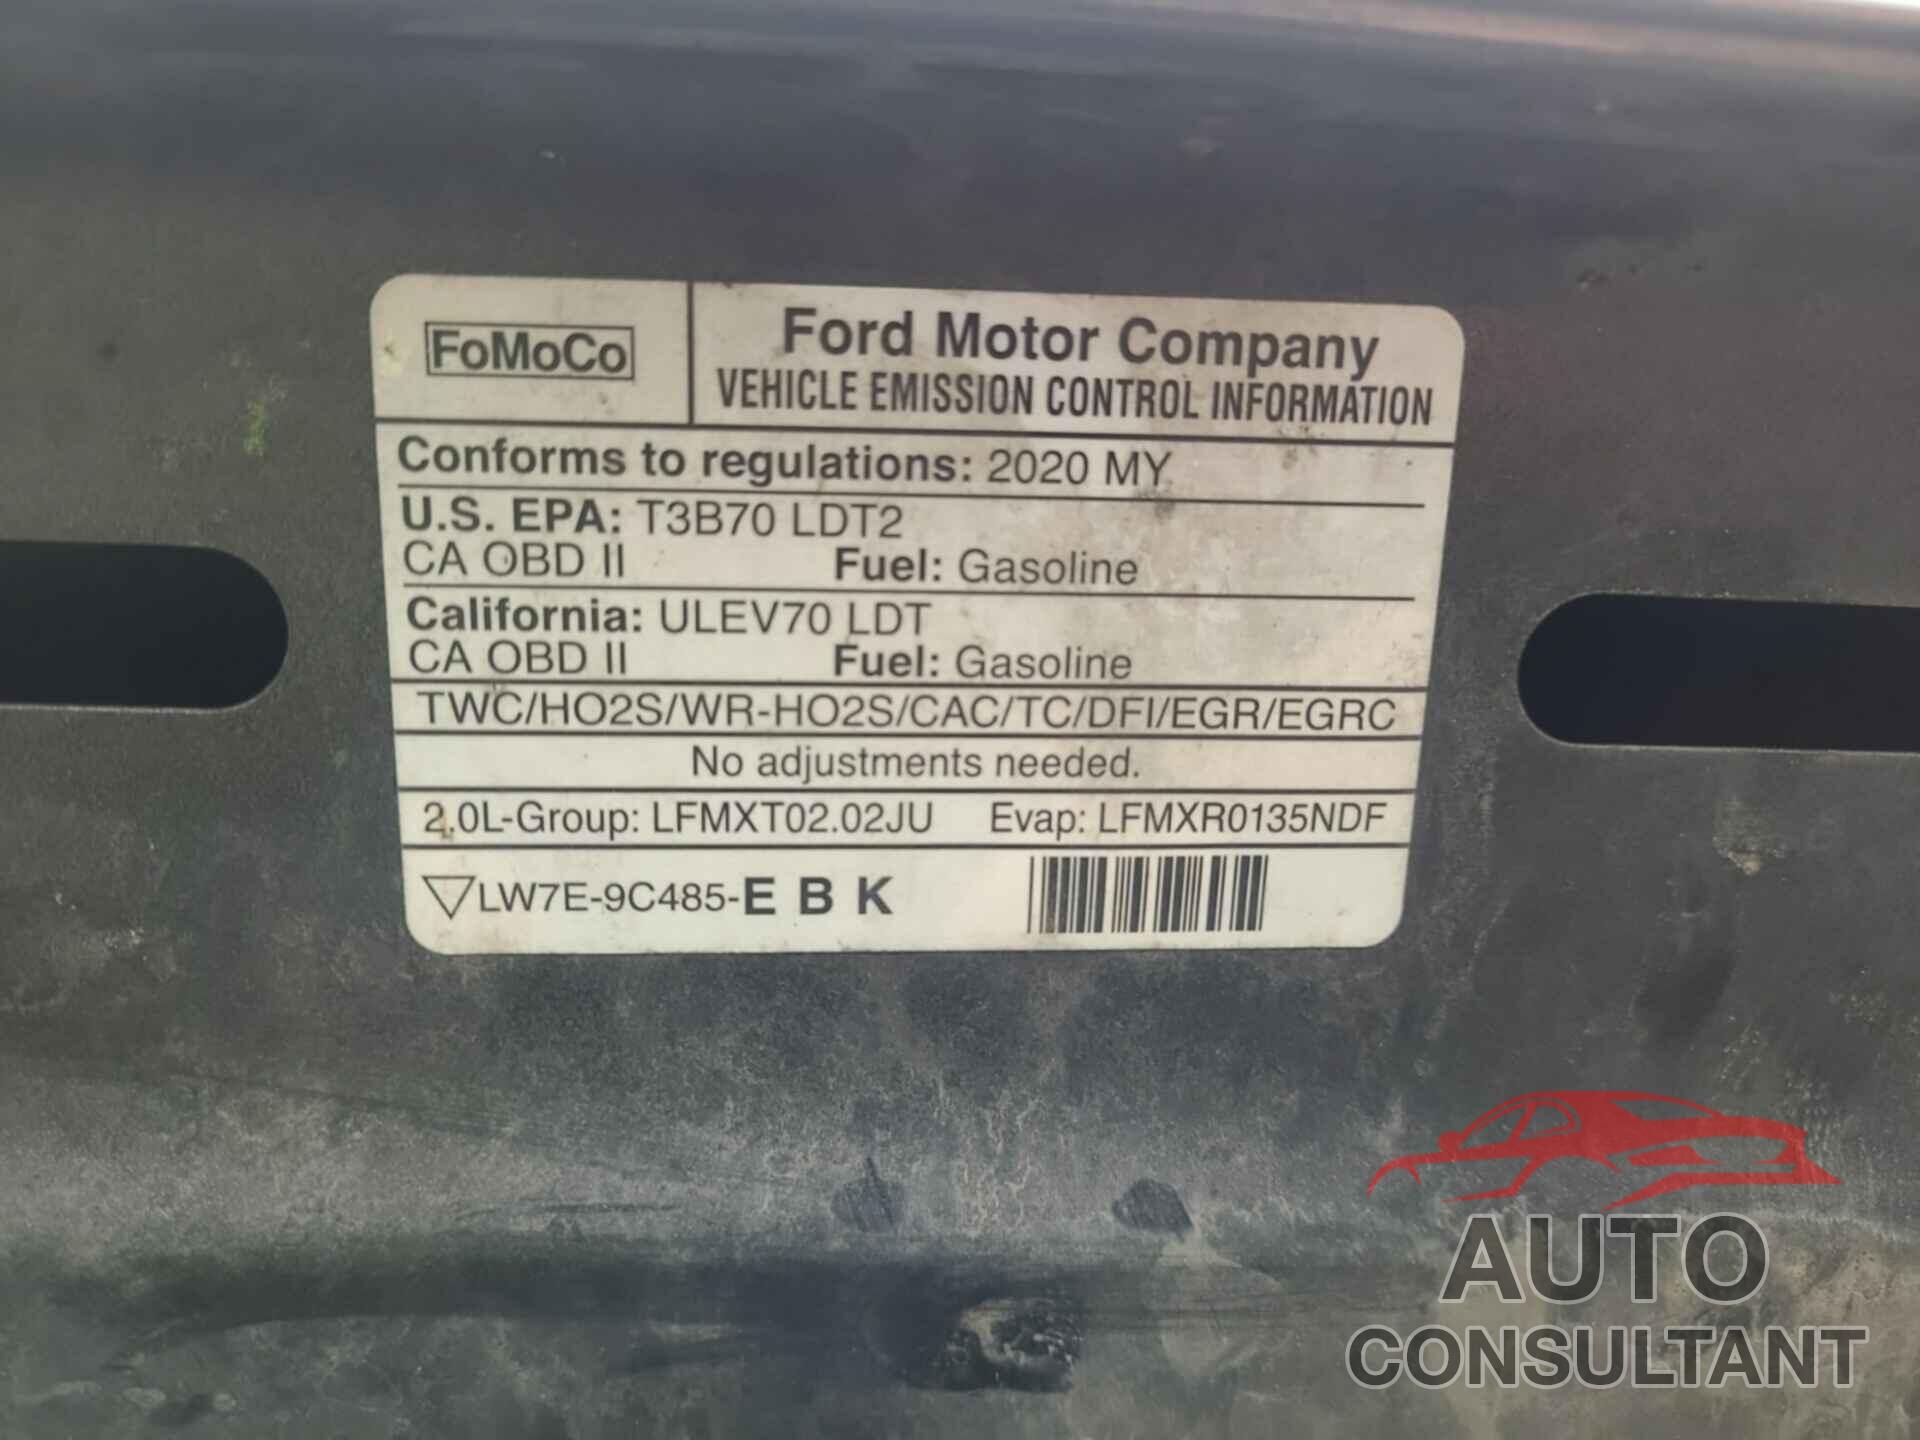 FoMoCo
Ford Motor Company
VEHICLE EMISSION CONTROL INFORMATION
Conforms to regulations: 2020 MY
U.S. EPA: T3B70 LDT2
CA OBD II Fuel: Gasoline
California: ULEV70 LDT
CA OBD II Fuel: Gasoline
TWC/HO2S/WR-HO2S/CAC/TC/DFI/EGR/EGRC
No adjustments needed.
2.0L-Group: LFMXT02.02JU Evap: LFMXR0135NDF
LW7E-9C485-E B K
AUTO
CONSULTANT